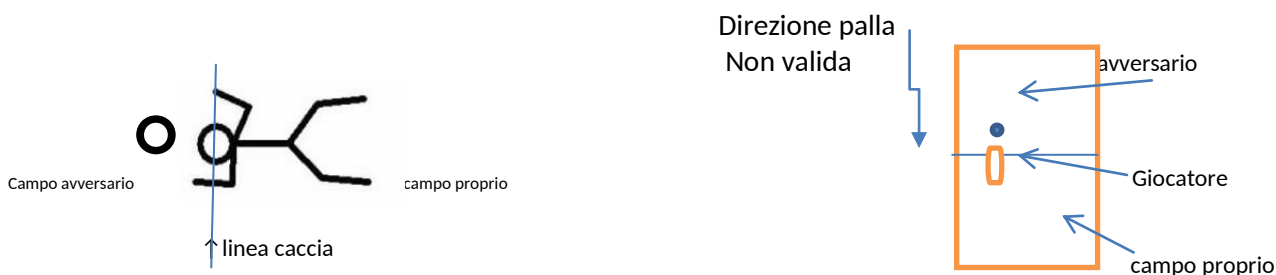 Direzione palla
Non valida
avversario
Campo avversario
campo proprio
Giocatore
linea caccia
campo proprio